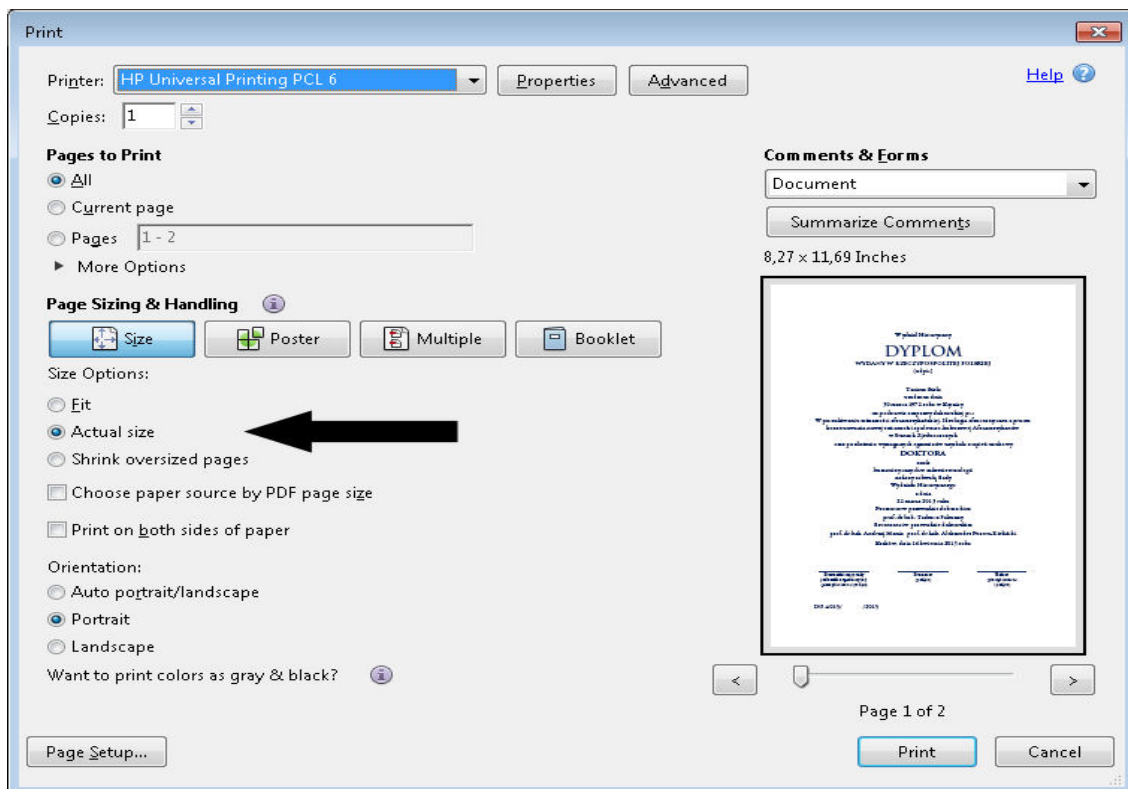 Print
Printer: HP Universal Printing PCL 6 Properties Advanced Help
Copies: 1
Pages to Print
All
Current page
Pages 1 - 2
More Options
Comments & Forms
Document
Summarize Comments
8,27 x 11,69 Inches
Page Sizing & Handling
Size Poster Multiple Booklet
Size Options:
Fit
Actual size
Shrink oversized pages
Choose paper source by PDF page size
Print on both sides of paper
Orientation:
Auto portrait/landscape
Portrait
Landscape
Want to print colors as gray & black?
DYPLOM
WYDANY W RZECZYPOSPOLITEJ POLSKIEJ
DOKTORA
< >
Page 1 of 2
Page Setup... Print Cancel